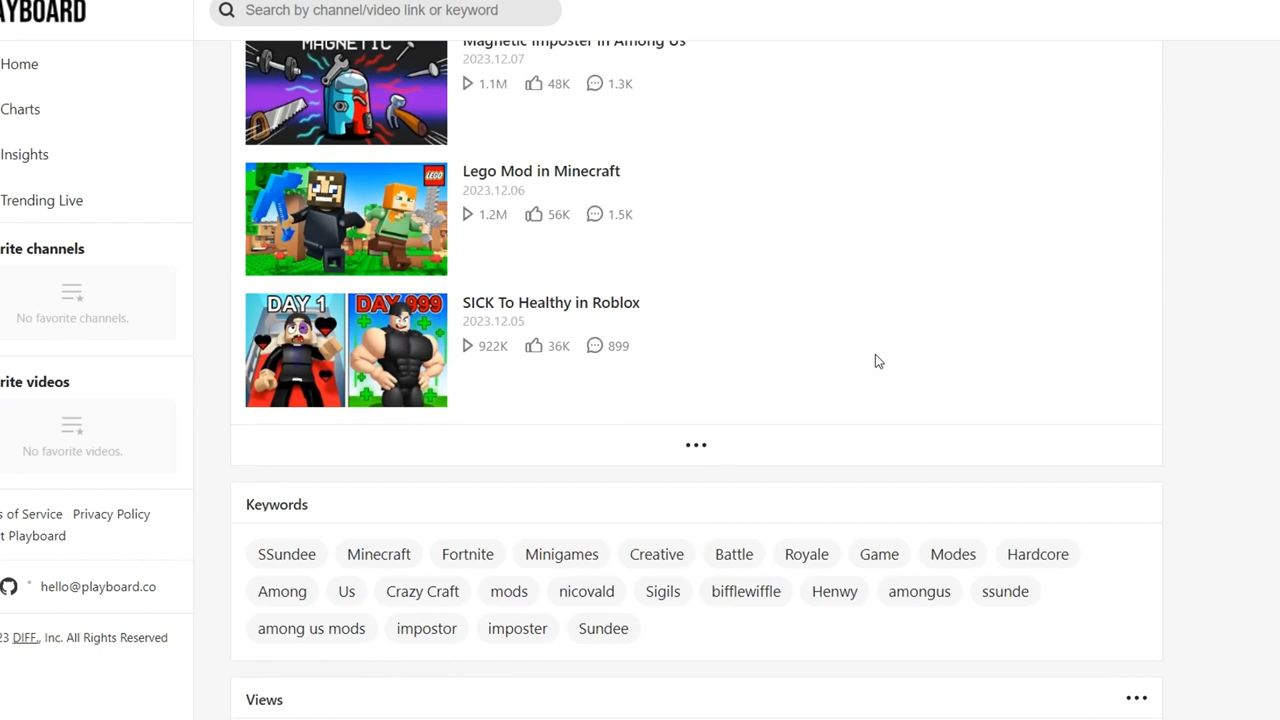 AYBOARD
Search by channel/video link or keyword
Home
Charts
Insights
Trending Live
rite channels
No favorite channels.
rite videos
No favorite videos.
s of Service Privacy Policy
t Playboard
hello@playboard.co
23 DIFF., Inc. All Rights Reserved
MAGNETIC
Magnetic Imposter in Among Us
2023.12.07
1.1M 48K 1.3K
LEGO
Lego Mod in Minecraft
2023.12.06
1.2M 56K 1.5K
DAY 1 DAY 999
SICK To Healthy in Roblox
2023.12.05
922K 36K 899
Keywords
SSundee Minecraft Fortnite Minigames Creative Battle Royale Game Modes Hardcore
Among Us Crazy Craft mods nicovald Sigils bifflewiffle Henwy amongus ssunde
among us mods impostor imposter Sundee
Views